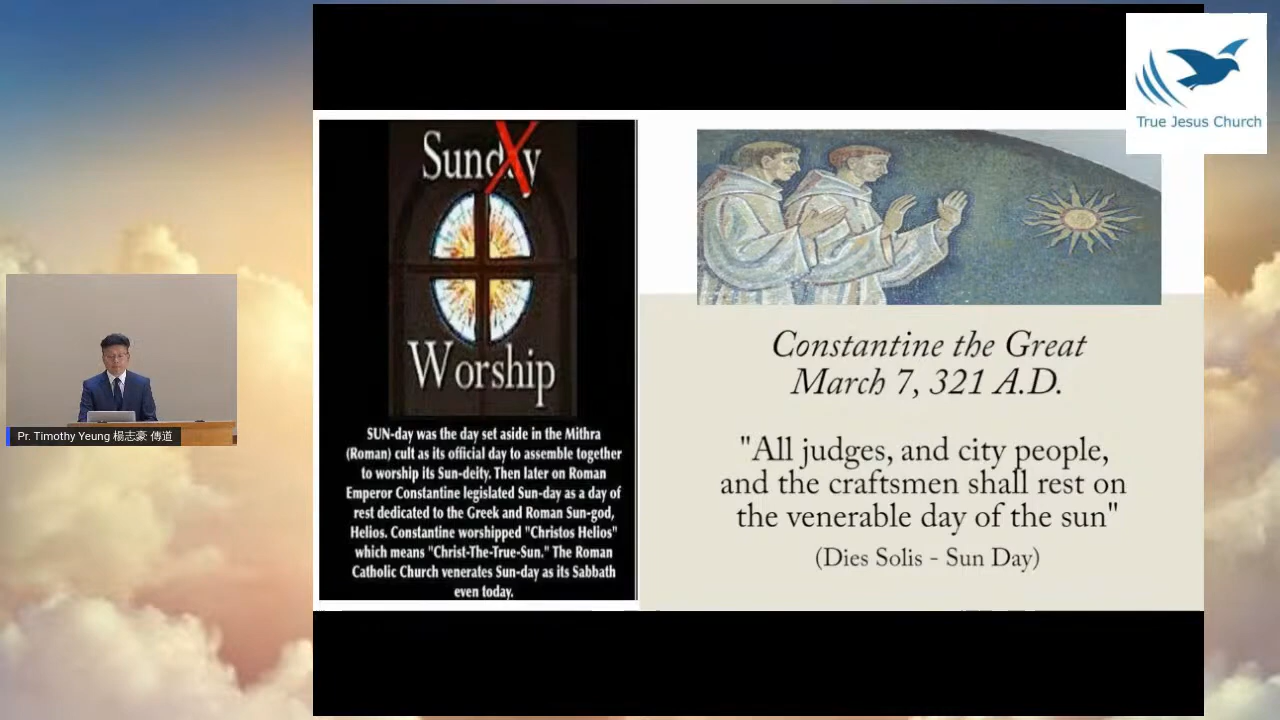 True Jesus Church
Sunday
Worship
SUN-day was the day set aside in the Mithra
(Roman) cult as its official day to assemble together
to worship its Sun-deity. Then later on Roman
Emperor Constantine legislated Sun-day as a day of
rest dedicated to the Greek and Roman Sun-god,
Helios. Constantine worshipped "Christos Helios"
which means "Christ-The-True-Sun." The Roman
Catholic Church venerates Sun-day as its Sabbath
even today.
Constantine the Great
March 7, 321 A.D.
"All judges, and city people,
and the craftsmen shall rest on
the venerable day of the sun"
(Dies Solis - Sun Day)
Pr. Timothy Yeung 楊志豪 傳道